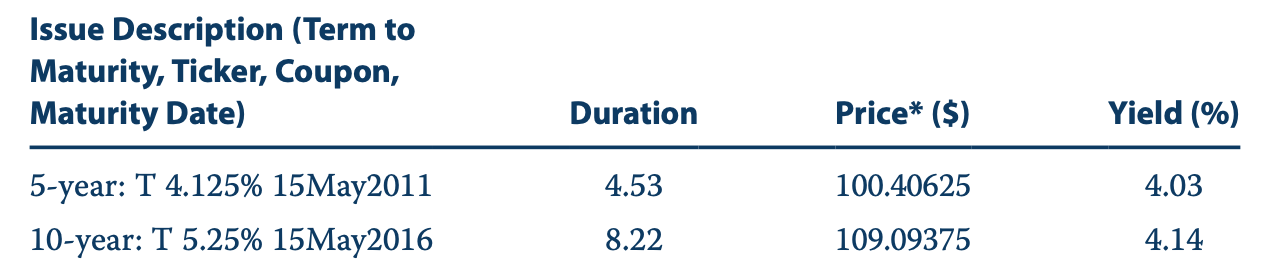 Issue Description (Term to
Maturity, Ticker, Coupon,
Maturity Date) Duration Price* ($) Yield (%)
5-year: T 4.125% 15May2011 4.53 100.40625 4.03
10-year: T 5.25% 15May2016 8.22 109.09375 4.14